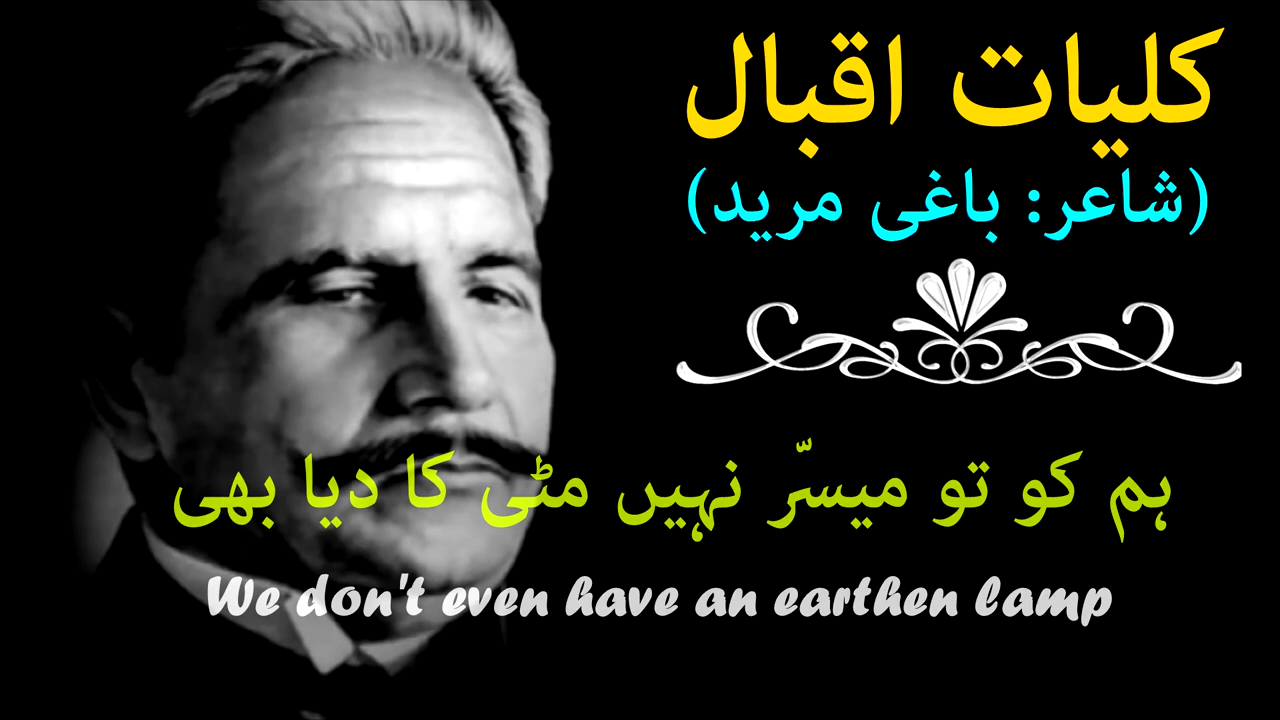 کلیات اقبال
(شاعر: باغی مرید)
ہم کو تو میسّر نہیں مٹی کا دیا بھی
We don't even have an earthen lamp